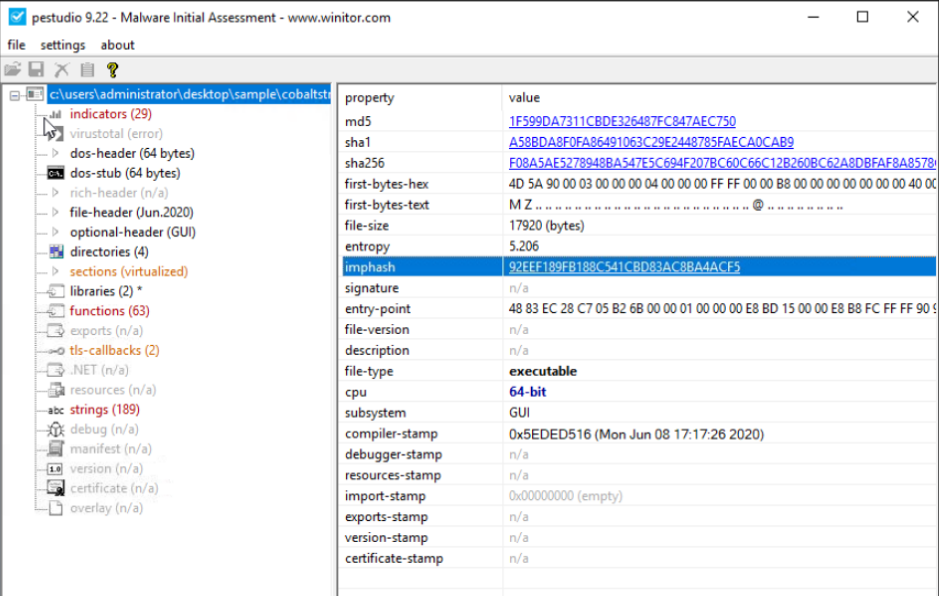 pestudio 9.22 - Malware Initial Assessment - www.winitor.com
file settings about
c:\users\administrator\desktop\sample\cobaltstr
indicators (29)
virustotal (error)
dos-header (64 bytes)
dos-stub (64 bytes)
rich-header (n/a)
file-header (Jun.2020)
optional-header (GUI)
directories (4)
sections (virtualized)
libraries (2) *
functions (63)
exports (n/a)
tls-callbacks (2)
.NET (n/a)
resources (n/a)
abc strings (189)
debug (n/a)
manifest (n/a)
1.0 version (n/a)
certificate (n/a)
overlay (n/a)
property value
md5 1F599DA7311CBDE326487FC847AEC750
sha1 A58BDA8F0FA86491063C29E2448785FAECA0CAB9
sha256 F08A5AE5278948BA547E5C694F207BC60C66C12B260BC62A8DBFAF8A8578
first-bytes-hex 4D 5A 90 00 03 00 00 00 04 00 00 00 FF FF 00 00 B8 00 00 00 00 00 00 00 40 00
first-bytes-text M Z .. .. .. .. .. .. .. .. .. .. .. .. .. .. .. .. .. .. .. .. @ .. .. .. .. .. .. ..
file-size 17920 (bytes)
entropy 5.206
imphash 92EEF189FB188C541CBD83AC8BA4ACF5
signature n/a
entry-point 48 83 EC 28 C7 05 B2 6B 00 00 01 00 00 00 E8 BD 15 00 00 E8 B8 FC FF FF 90 9
file-version n/a
description n/a
file-type executable
cpu 64-bit
subsystem GUI
compiler-stamp 0x5EDED516 (Mon Jun 08 17:17:26 2020)
debugger-stamp n/a
resources-stamp n/a
import-stamp 0x00000000 (empty)
exports-stamp n/a
version-stamp n/a
certificate-stamp n/a